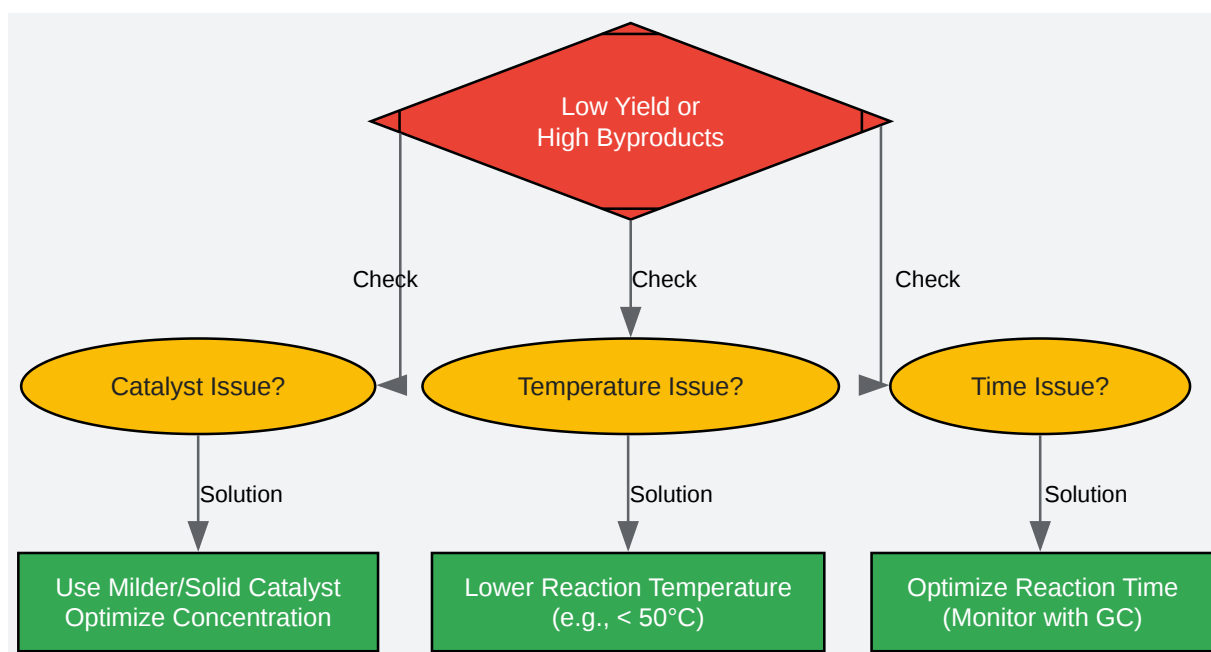 Low Yield or
High Byproducts
Check
Check
Check
Catalyst Issue?
Temperature Issue?
Time Issue?
Solution
Solution
Solution
Use Milder/Solid Catalyst
Optimize Concentration
Lower Reaction Temperature
(e.g., < 50°C)
Optimize Reaction Time
(Monitor with GC)